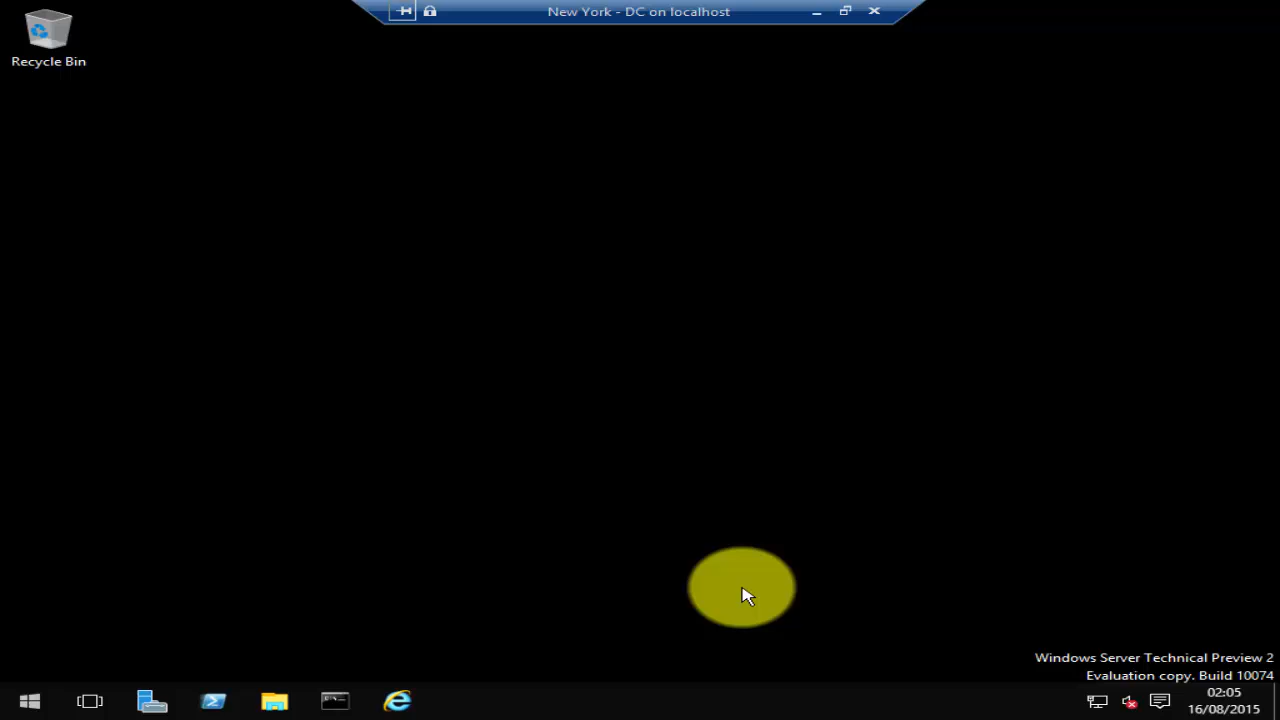 New York - DC on localhost
Recycle Bin
Windows Server Technical Preview 2
Evaluation copy. Build 10074
02:05
16/08/2015